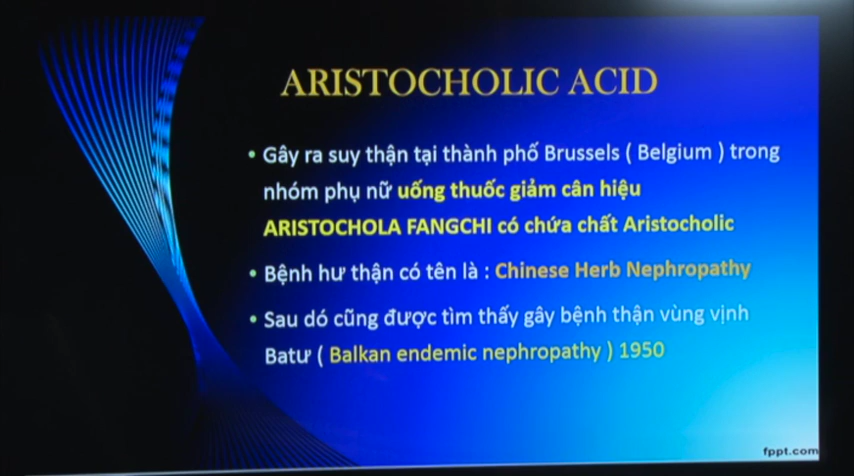 ARISTOCHOLIC ACID
• Gây ra suy thận tại thành phố Brussels ( Belgium ) trong
nhóm phụ nữ uống thuốc giảm cân hiệu
ARISTOCHOLA FANGCHI có chứa chất Aristocholic
• Bệnh hư thận có tên là : Chinese Herb Nephropathy
• Sau dó cũng được tìm thấy gây bệnh thận vùng vịnh
Batư ( Balkan endemic nephropathy ) 1950
fppt.com